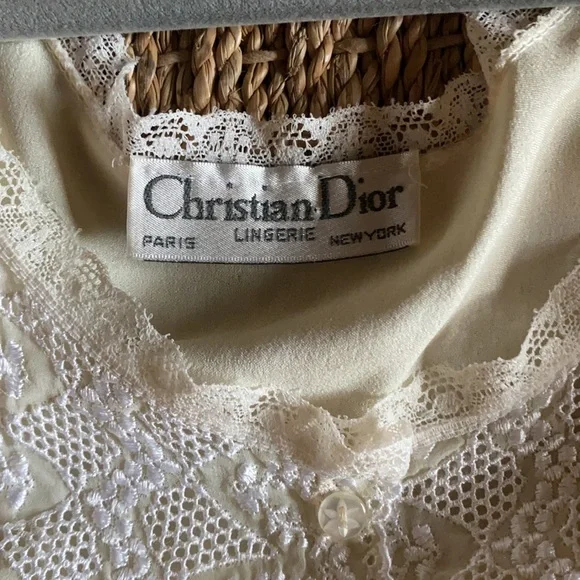 Christian Dior
PARIS LINGERIE NEW YORK